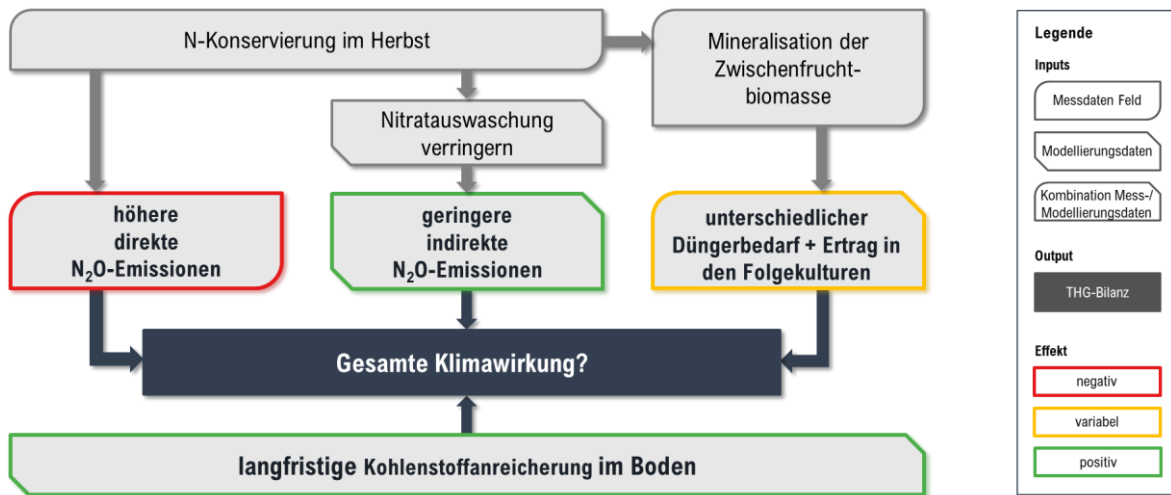 N-Konservierung im Herbst
Mineralisation der
Zwischenfrucht-
biomasse
Nitratauswaschung
verringern
höhere
direkte
N₂O-Emissionen
geringere
indirekte
N₂O-Emissionen
unterschiedlicher
Düngerbedarf + Ertrag in
den Folgekulturen
Gesamte Klimawirkung?
langfristige Kohlenstoffanreicherung im Boden
Legende
Inputs
Messdaten Feld
Modellierungsdaten
Kombination Mess-/
Modellierungsdaten
Output
THG-Bilanz
Effekt
negativ
variabel
positiv